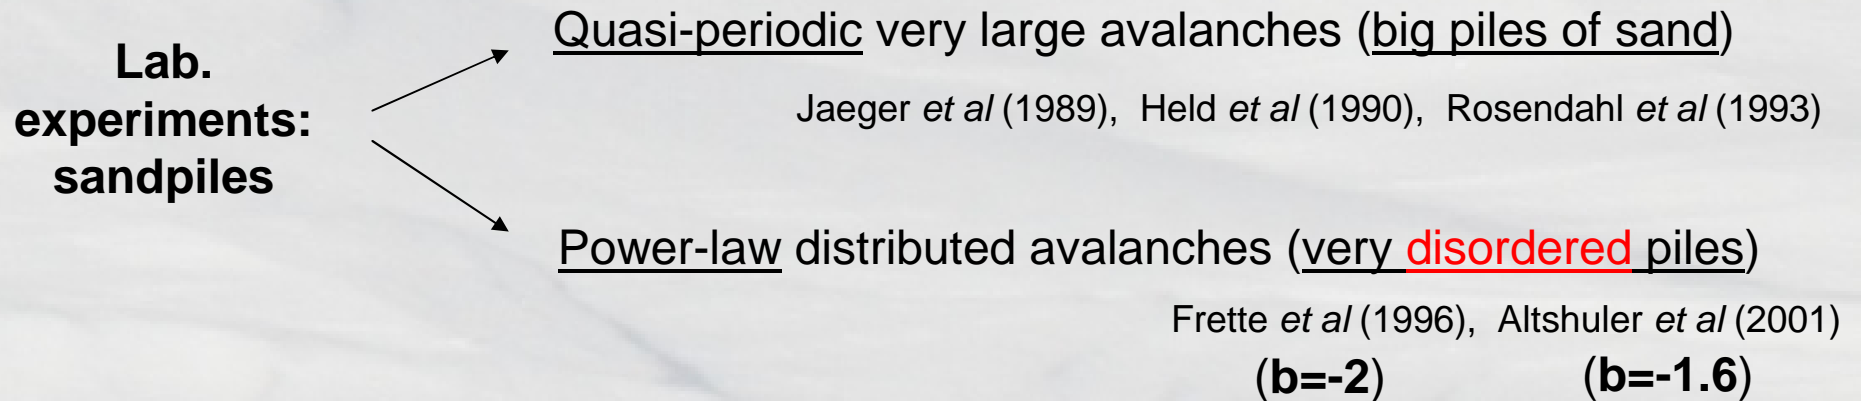 Lab.
experiments:
sandpiles
Quasi-periodic very large avalanches (big piles of sand)
Jaeger et al (1989), Held et al (1990), Rosendahl et al (1993)
Power-law distributed avalanches (very disordered piles)
Frette et al (1996), Altshuler et al (2001)
(b=-2) (b=-1.6)